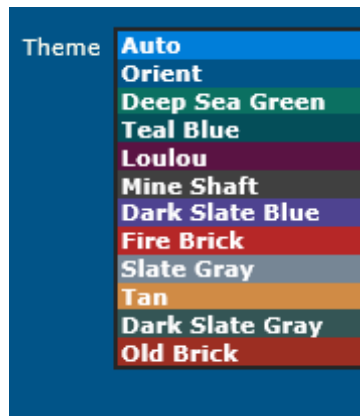 Theme Auto
Orient
Deep Sea Green
Teal Blue
Loulou
Mine Shaft
Dark Slate Blue
Fire Brick
Slate Gray
Tan
Dark Slate Gray
Old Brick